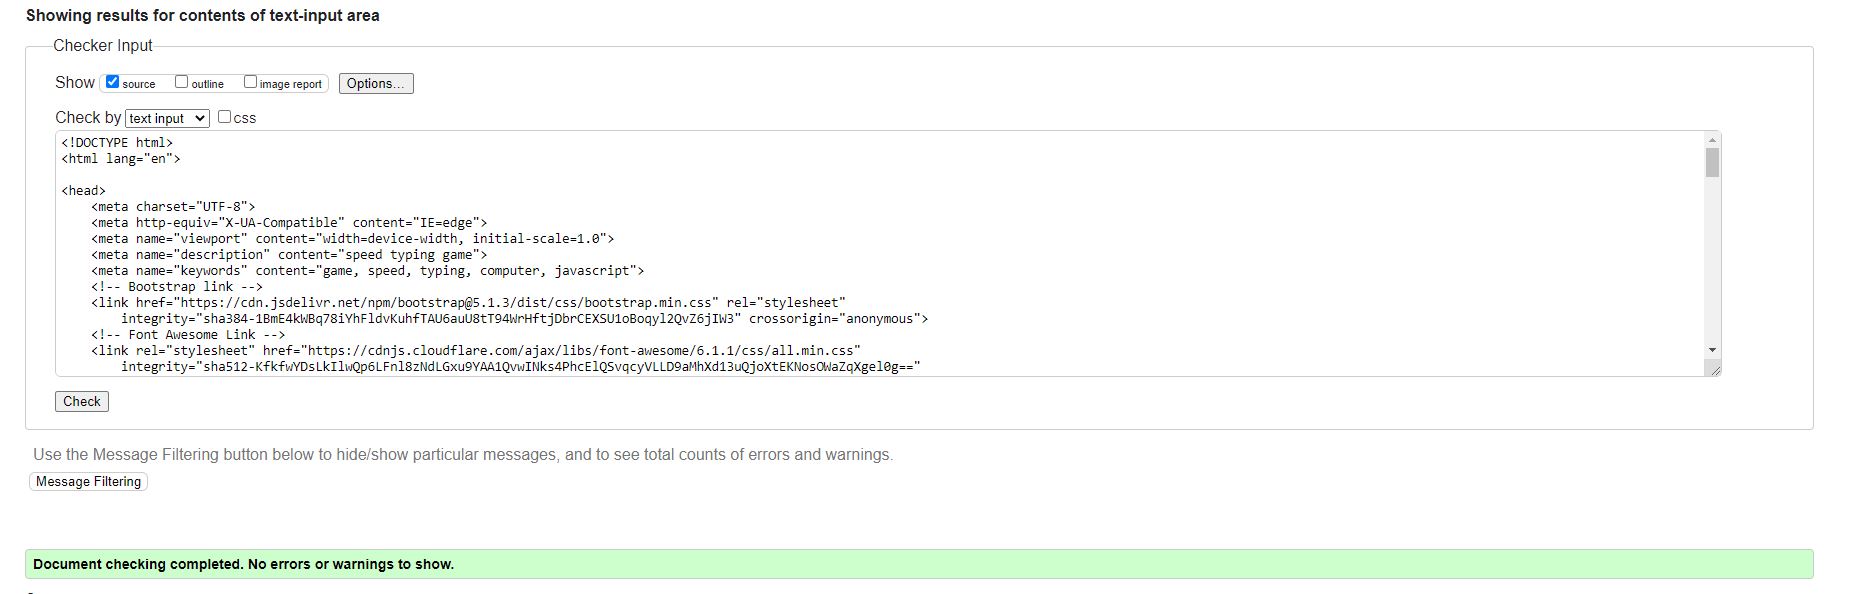 Showing results for contents of text-input area
Checker Input
Show source outline image report Options...
Check by text input css
<!DOCTYPE html>
<html lang="en">
<head>
<meta charset="UTF-8">
<meta http-equiv="X-UA-Compatible" content="IE=edge">
<meta name="viewport" content="width=device-width, initial-scale=1.0">
<meta name="description" content="speed typing game">
<meta name="keywords" content="game, speed, typing, computer, javascript">
<!-- Bootstrap link -->
<link href="https://cdn.jsdelivr.net/npm/bootstrap@5.1.3/dist/css/bootstrap.min.css" rel="stylesheet"
integrity="sha384-1BmE4kWBq78iYhFldvKuhfTAU6auU8tT94WrHftjDbrCEXSU1oBoqyl2QvZ6jIW3" crossorigin="anonymous">
<!-- Font Awesome Link -->
<link rel="stylesheet" href="https://cdnjs.cloudflare.com/ajax/libs/font-awesome/6.1.1/css/all.min.css"
integrity="sha512-KfkfwYDsLkIlwQp6LFnl8zNdLGxu9YAA1QvwINks4PhcElQSvqcyVLLD9aMhXd13uQjoXtEKNosOWaZqXgel0g=="
Check
Use the Message Filtering button below to hide/show particular messages, and to see total counts of errors and warnings.
Message Filtering
Document checking completed. No errors or warnings to show.